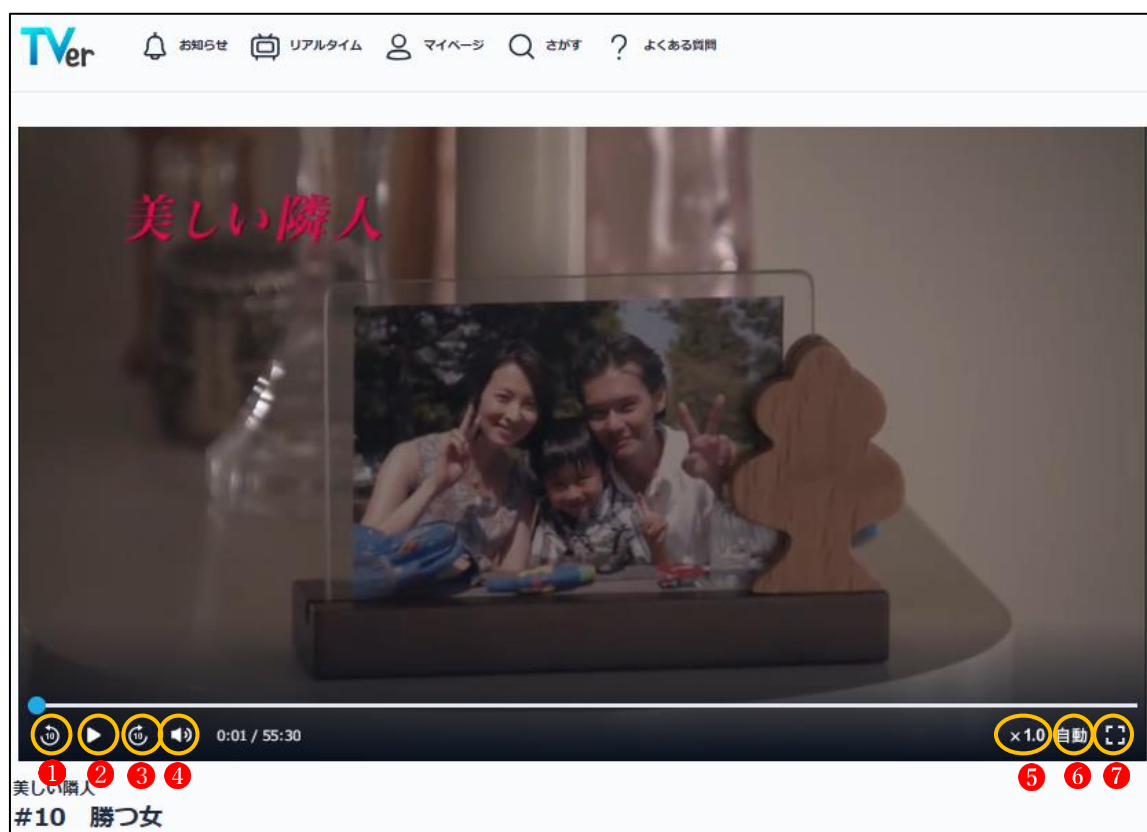 TVer お知らせ リアルタイム マイページ さがす よくある質問
美しい隣人
10 10 0:01 / 55:30 ×1.0 自動
1 2 3 4 5 6 7
美しい隣人
#10 勝つ女